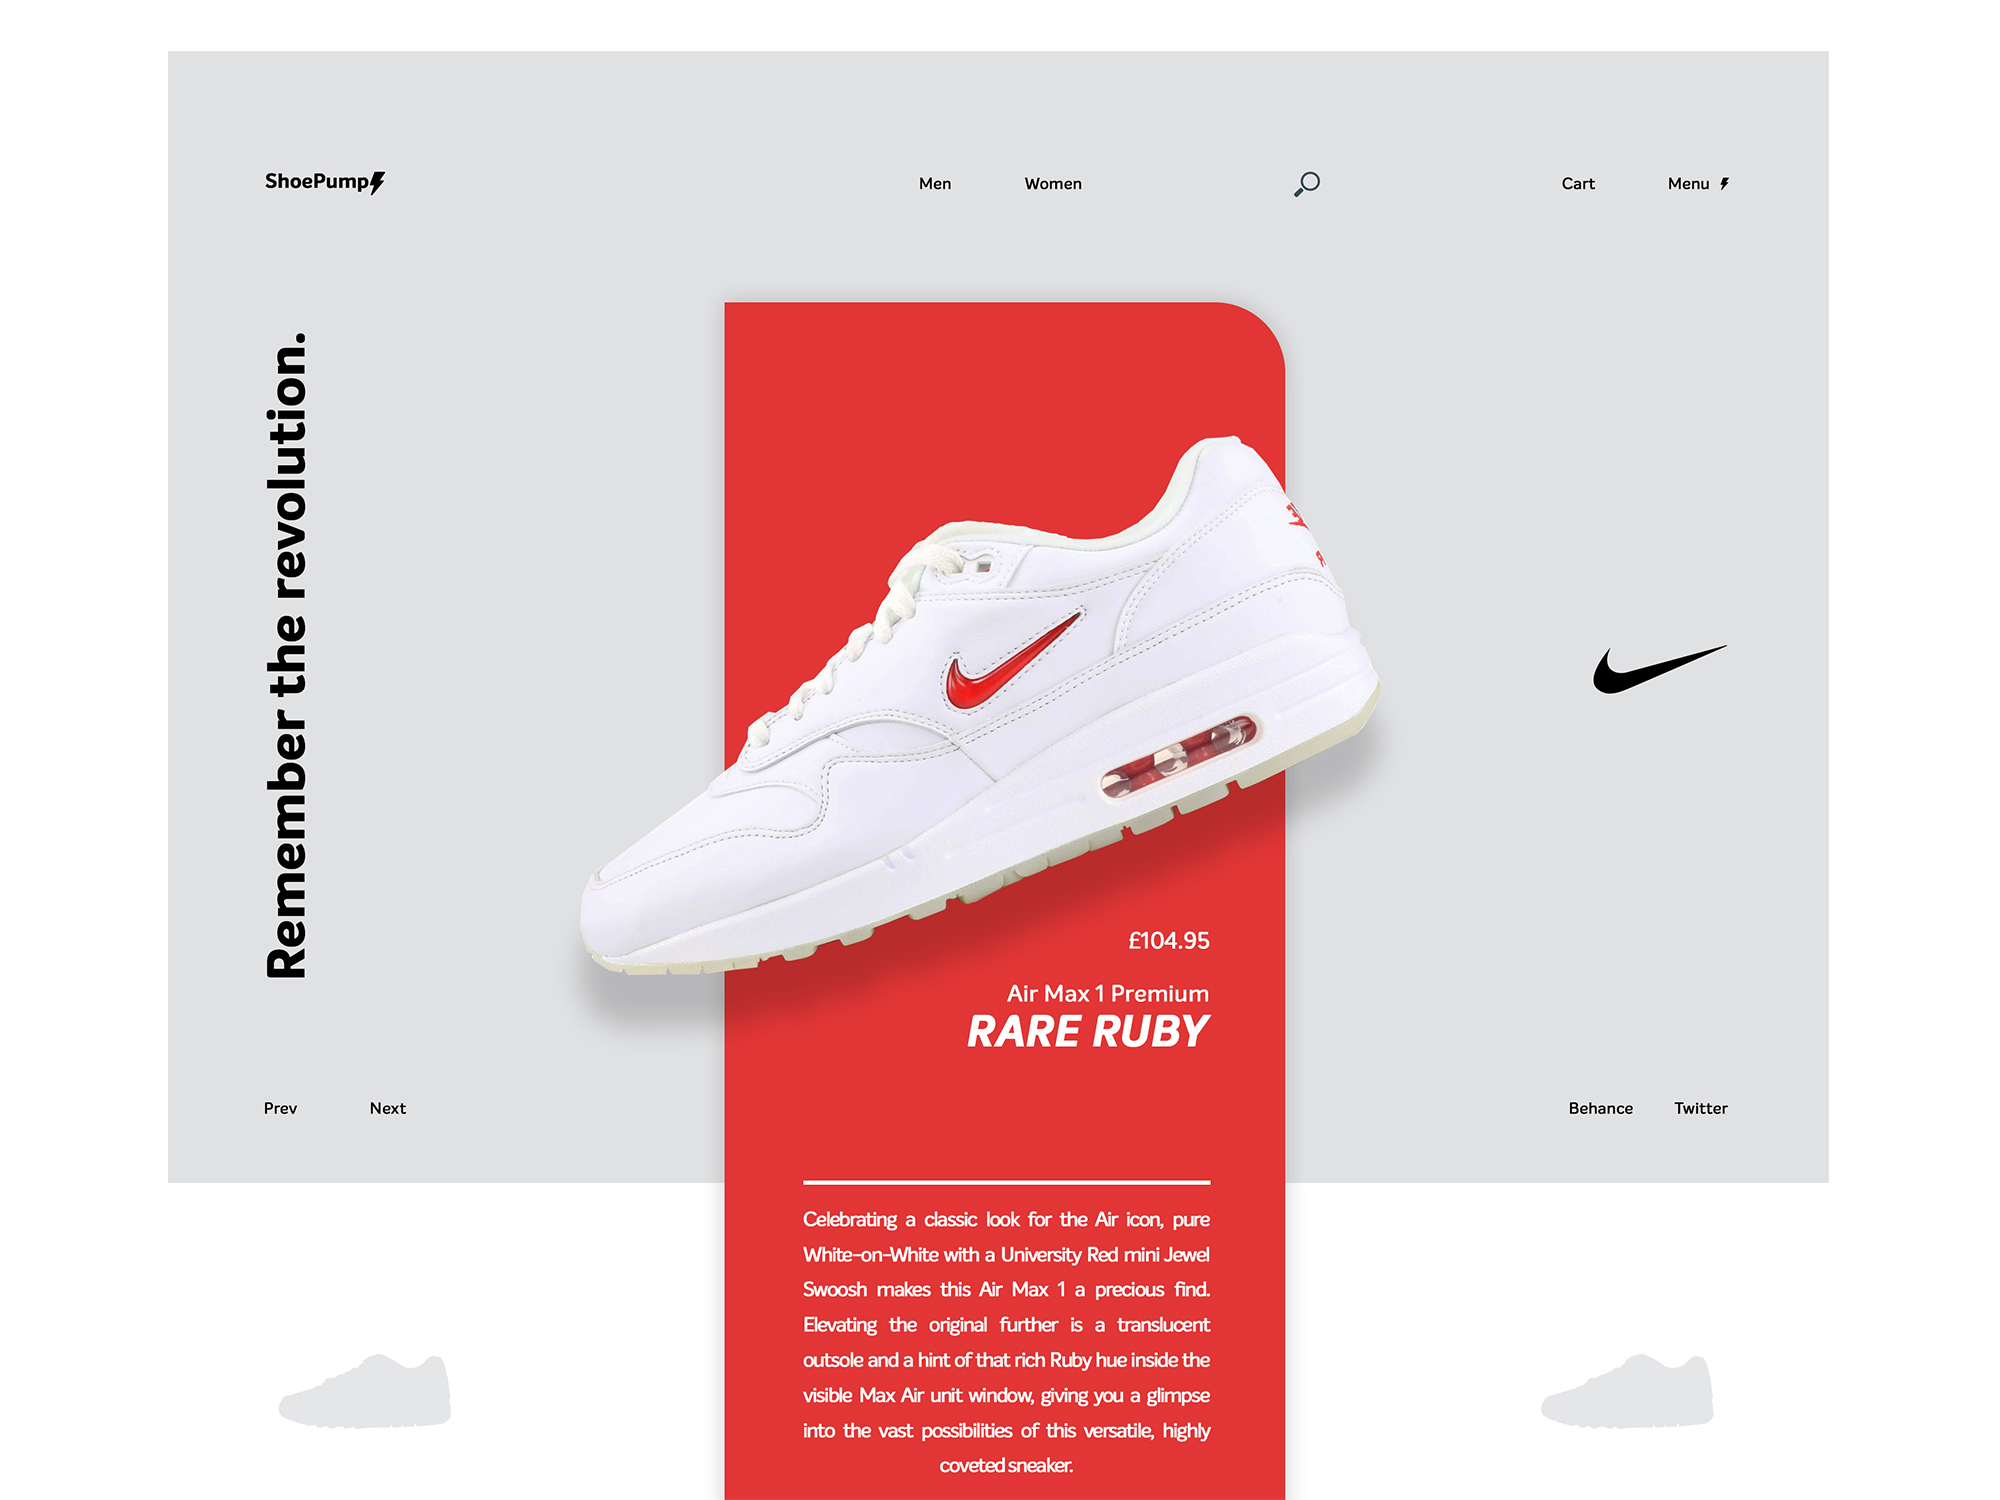 ShoePump
Men
Women
Cart
Menu
Remember the revolution.
£104.95
Air Max 1 Premium
RARE RUBY
Prev
Next
Behance
Twitter
Celebrating a classic look for the Air icon, pure
White-on-White with a University Red mini Jewel
Swoosh makes this Air Max 1 a precious find.
Elevating the original further is a translucent
outsole and a hint of that rich Ruby hue inside the
visible Max Air unit window, giving you a glimpse
into the vast possibilities of this versatile, highly
coveted sneaker.